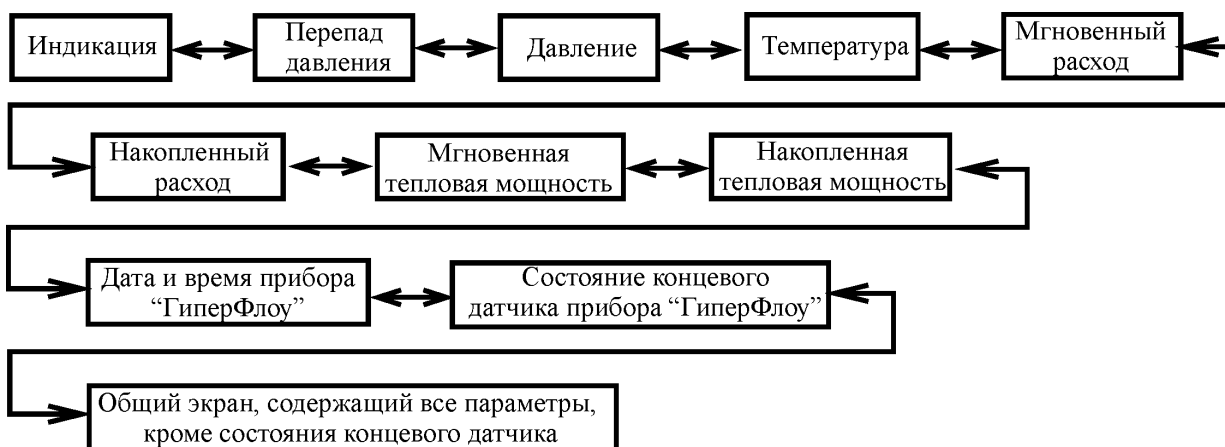 Индикация
Перепад
давления
Давление
Температура
Мгновенный
расход
Накопленный
расход
Мгновенная
тепловая мощность
Накопленная
тепловая мощность
Дата и время прибора
“ГиперФлоу”
Состояние концевого
датчика прибора “ГиперФлоу”
Общий экран, содержащий все параметры,
кроме состояния концевого датчика